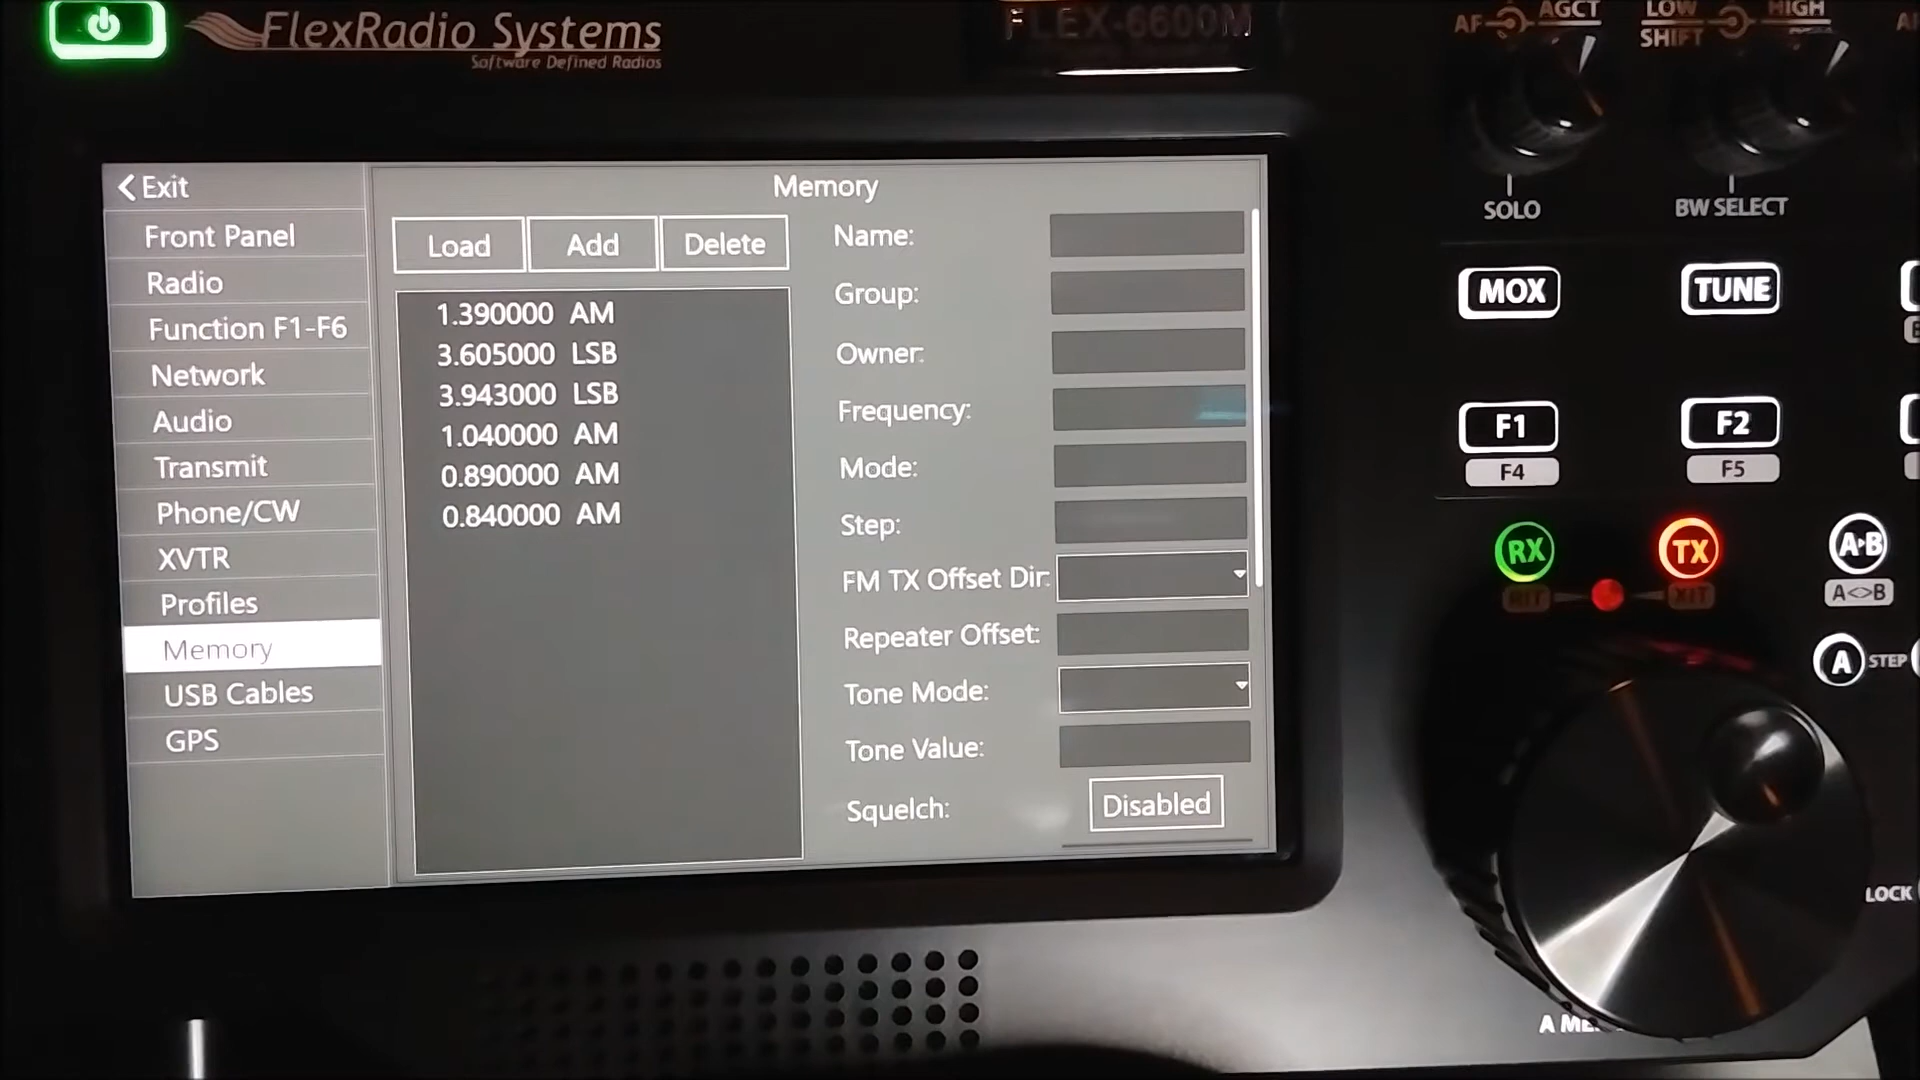 FlexRadio Systems
Software Defined Radios
FLEX-6600M
AF
AGCT
LOW
HIGH
SHIFT
SOLO
BW SELECT
Exit
Memory
Front Panel
Radio
Function F1-F6
Network
Audio
Transmit
Phone/CW
XVTR
Profiles
Memory
USB Cables
GPS
Load
Add
Delete
1.390000 AM
3.605000 LSB
3.943000 LSB
1.040000 AM
0.890000 AM
0.840000 AM
Name:
Group:
Owner:
Frequency:
Mode:
Step:
FM TX Offset Dir:
Repeater Offset:
Tone Mode:
Tone Value:
Squelch:
Disabled
MOX
TUNE
F1
F2
F4
F5
RX
TX
A▸B
RIT
XIT
A<>B
A
STEP
LOCK